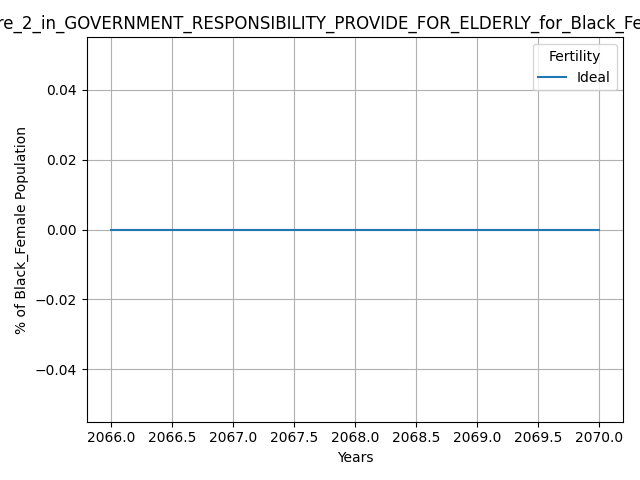 re_2_in_GOVERNMENT_RESPONSIBILITY_PROVIDE_FOR_ELDERLY_for_Black_Fe
Fertility
Ideal
% of Black_Female Population
0.04
0.02
0.00
−0.02
−0.04
2066.0 2066.5 2067.0 2067.5 2068.0 2068.5 2069.0 2069.5 2070.0
Years